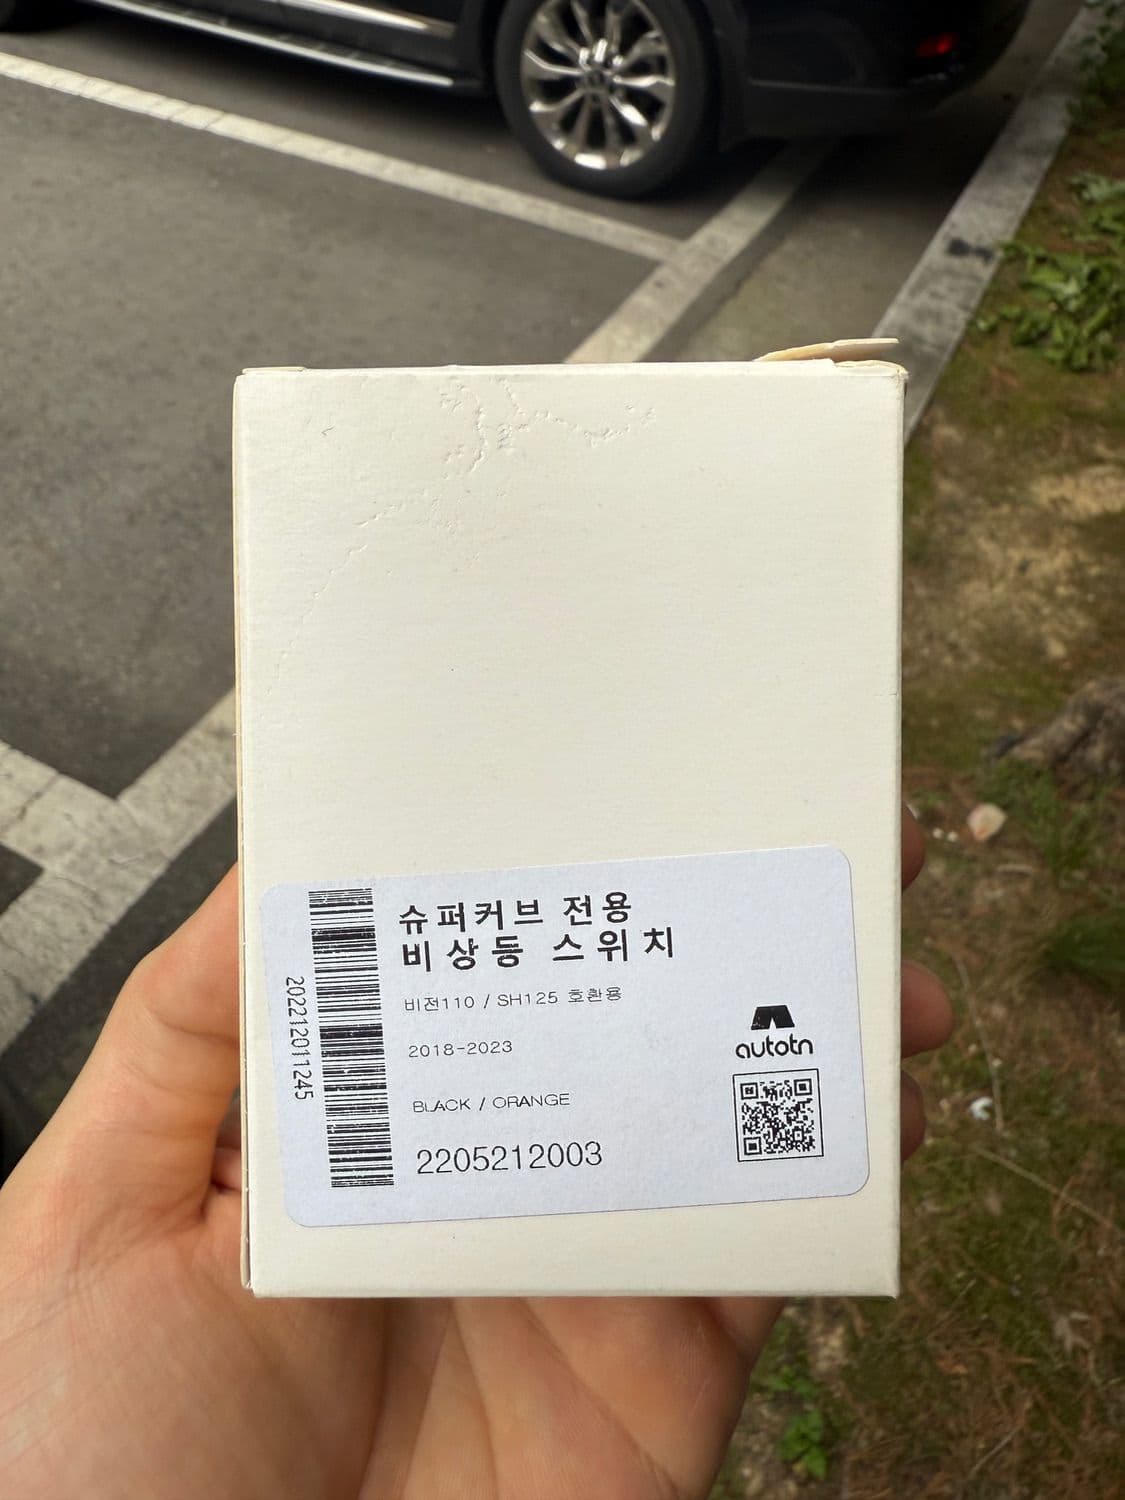 슈퍼커브 전용
비상등 스위치
비전110 / SH125 호환용
2018-2023
BLACK / ORANGE
2205212003
202212011245
autotn